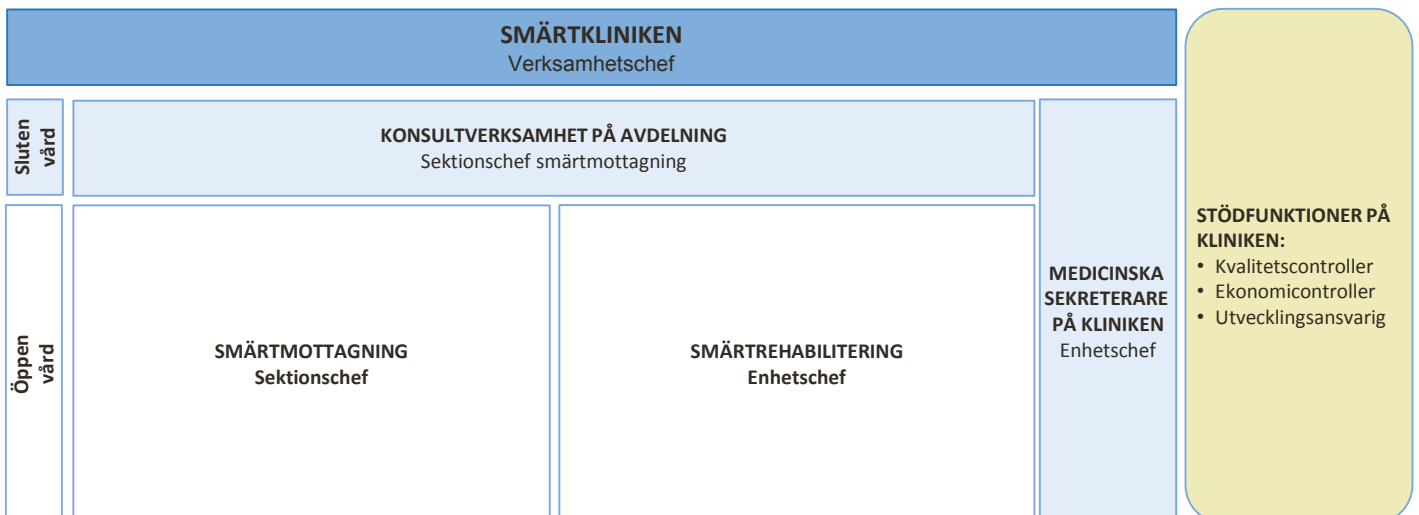 SMÄRTKLINIKEN
Verksamhetschef
Sluten
vård
KONSULTVERKSAMHET PÅ AVDELNING
Sektionschef smärtmottagning
Öppen
vård
SMÄRTMOTTAGNING
Sektionschef
SMÄRTREHABILITERING
Enhetschef
MEDICINSKA
SEKRETERARE
PÅ KLINIKEN
Enhetschef
STÖDFUNKTIONER PÅ
KLINIKEN:
• Kvalitetscontroller
• Ekonomicontroller
• Utvecklingsansvarig